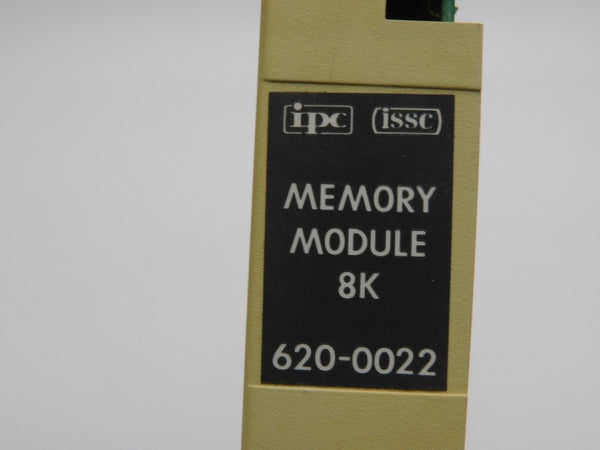 ipc issc
MEMORY
MODULE
8K
620-0022